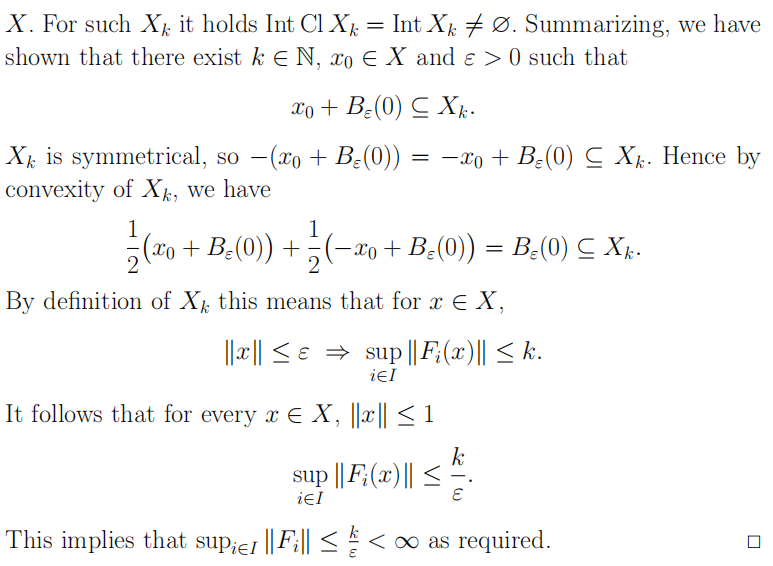 X. For such X_k it holds Int Cl X_k = Int X_k ≠ ∅. Summarizing, we have
shown that there exist k ∈ ℕ, x_0 ∈ X and ε > 0 such that
x_0 + B_ε(0) ⊆ X_k.
X_k is symmetrical, so −(x_0 + B_ε(0)) = −x_0 + B_ε(0) ⊆ X_k. Hence by
convexity of X_k, we have
\frac{1}{2}(x_0 + B_ε(0)) + \frac{1}{2}(−x_0 + B_ε(0)) = B_ε(0) ⊆ X_k.
By definition of X_k this means that for x ∈ X,
‖x‖ ≤ ε ⇒ \sup_{i∈I} ‖F_i(x)‖ ≤ k.
It follows that for every x ∈ X, ‖x‖ ≤ 1
\sup_{i∈I} ‖F_i(x)‖ ≤ \frac{k}{ε}.
This implies that sup_{i∈I} ‖F_i‖ ≤ \frac{k}{ε} < ∞ as required. □